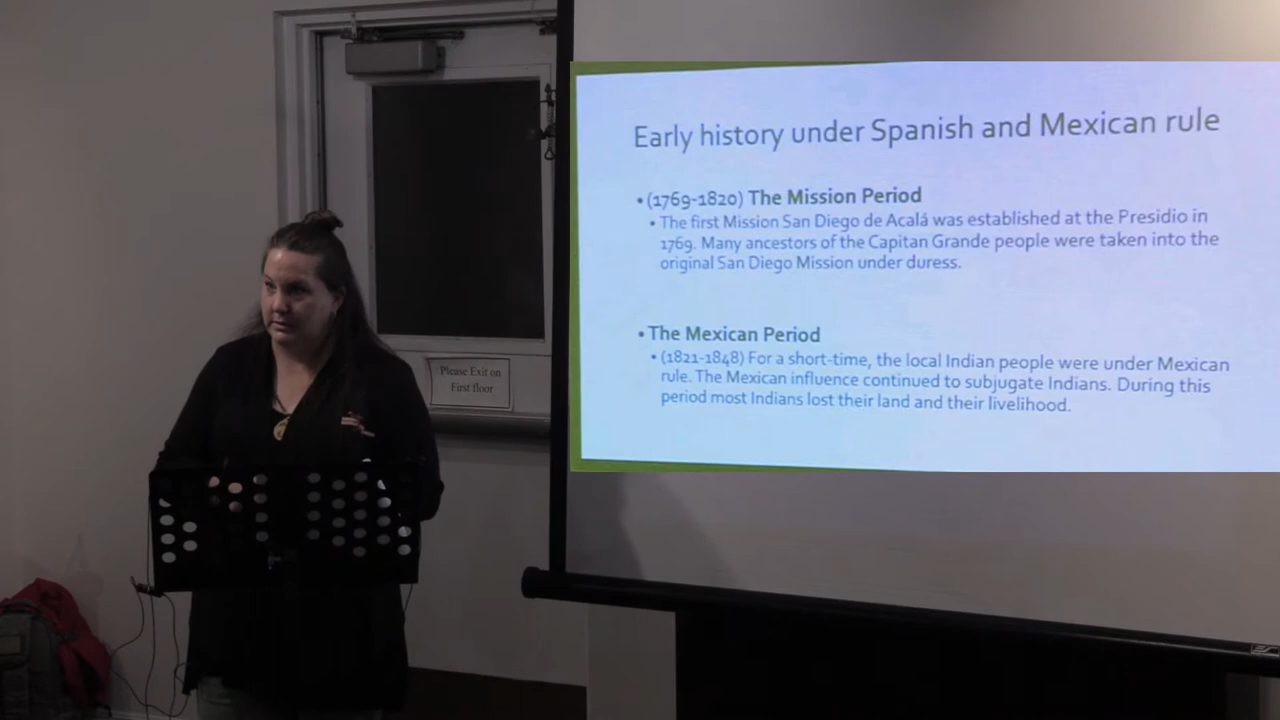 Early history under Spanish and Mexican rule
• (1769-1820) The Mission Period
• The first Mission San Diego de Acalá was established at the Presidio in
1769. Many ancestors of the Capitan Grande people were taken into the
original San Diego Mission under duress.
• The Mexican Period
• (1821-1848) For a short-time, the local Indian people were under Mexican
rule. The Mexican influence continued to subjugate Indians. During this
period most Indians lost their land and their livelihood.
Please Exit on
First floor